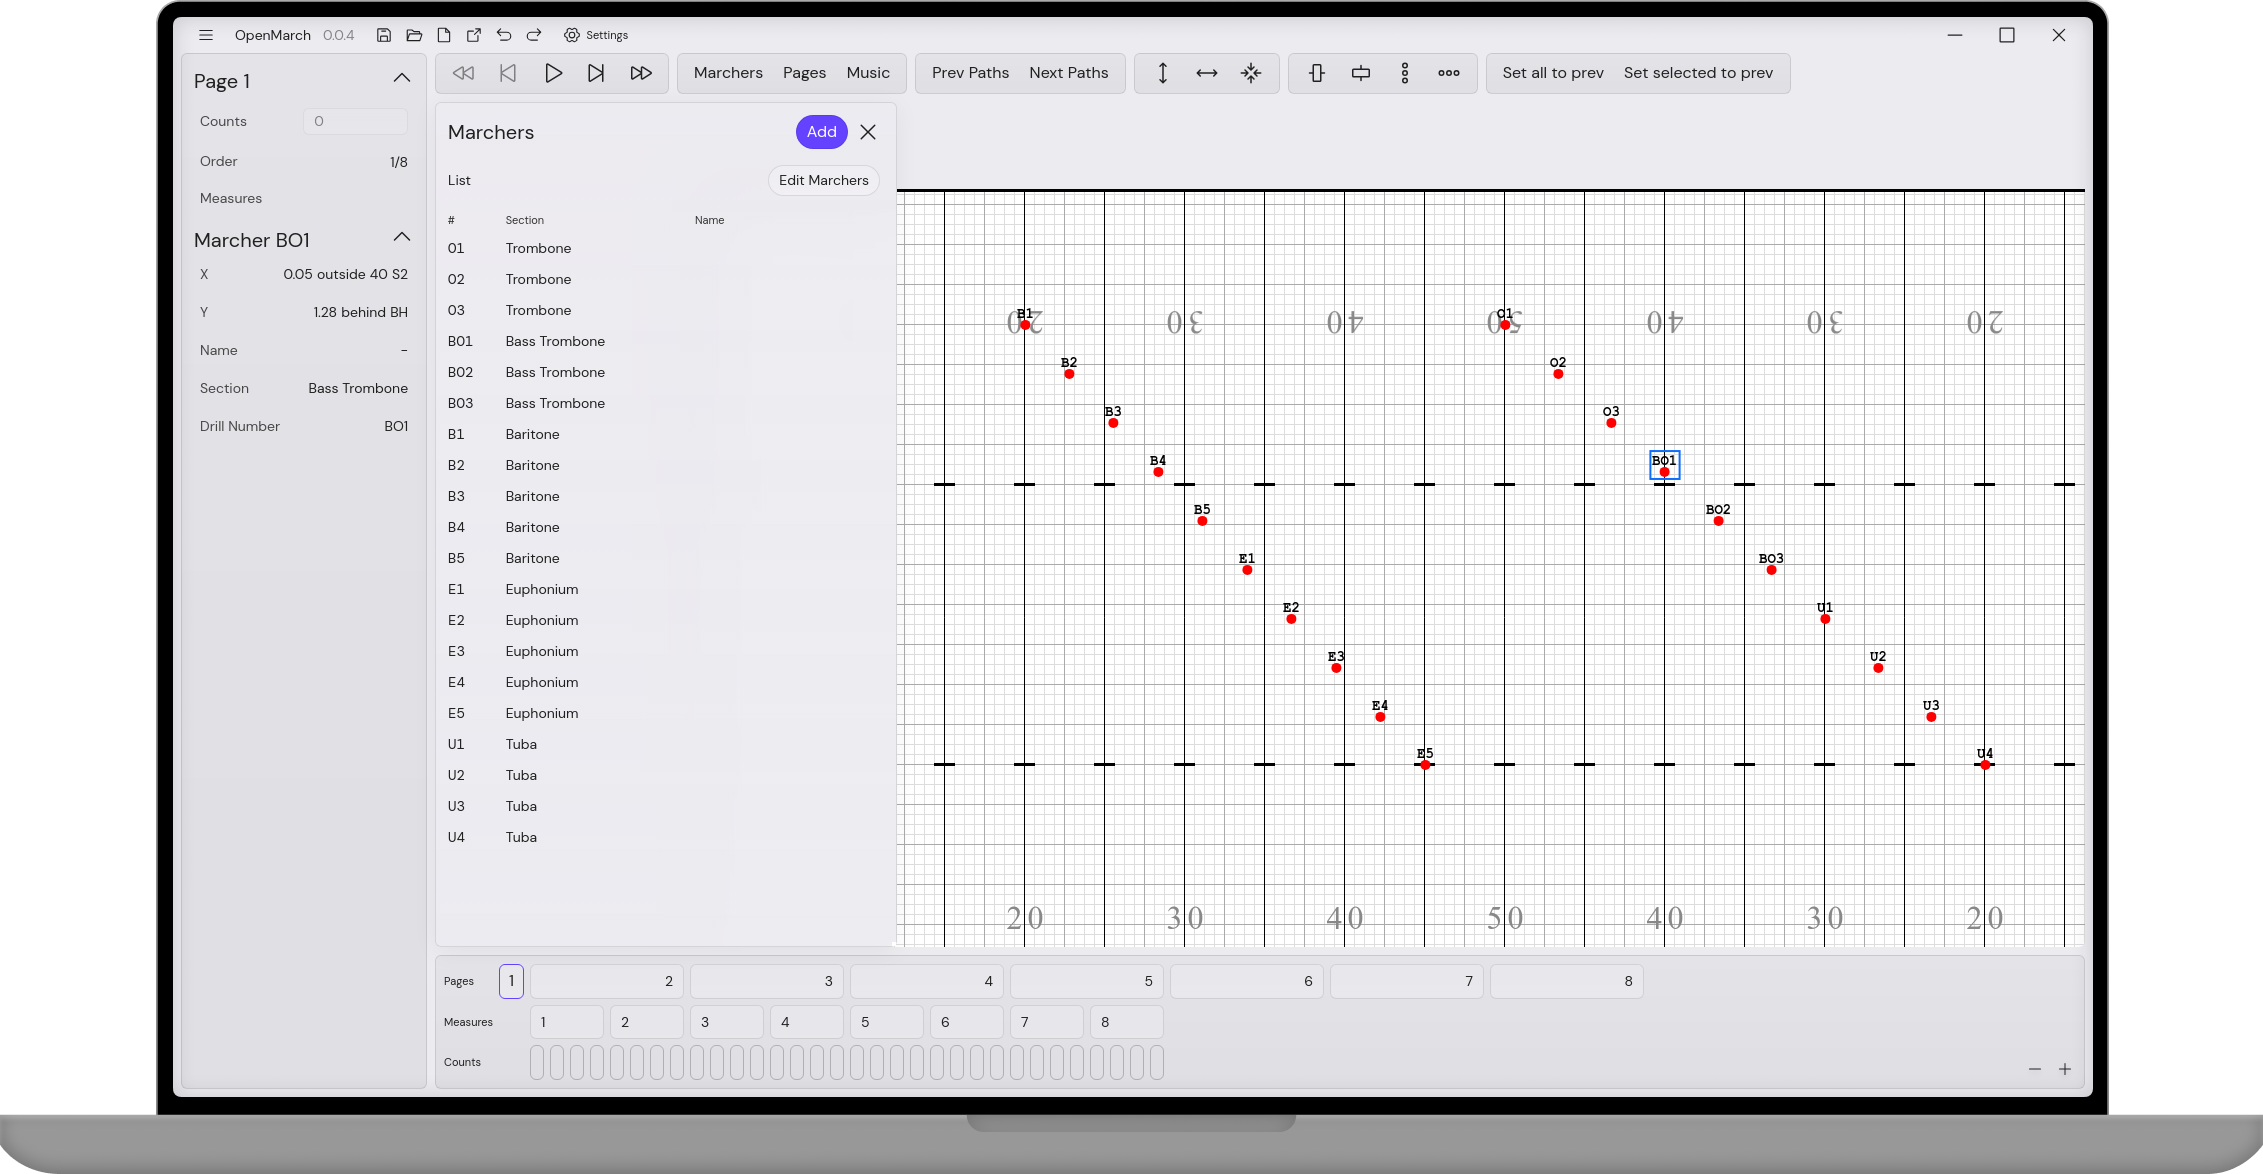 OpenMarch 0.0.4 Settings
Marchers Pages Music Prev Paths Next Paths Set all to prev Set selected to prev
Page 1
Counts 0
Order 1/8
Measures
Marcher BO1
X 0.05 outside 40 S2
Y 1.28 behind BH
Name -
Section Bass Trombone
Drill Number BO1
Marchers Add
List Edit Marchers
# Section Name
O1 Trombone
O2 Trombone
O3 Trombone
BO1 Bass Trombone
BO2 Bass Trombone
BO3 Bass Trombone
B1 Baritone
B2 Baritone
B3 Baritone
B4 Baritone
B5 Baritone
E1 Euphonium
E2 Euphonium
E3 Euphonium
E4 Euphonium
E5 Euphonium
U1 Tuba
U2 Tuba
U3 Tuba
U4 Tuba
B1 O1
20 30 40 50 40 30 20
B2 O2
B3 O3
B4 BO1
B5 BO2
E1 BO3
E2 U1
E3 U2
E4 U3
E5 U4
20 30 40 50 40 30 20
Pages 1 2 3 4 5 6 7 8
Measures 1 2 3 4 5 6 7 8
Counts